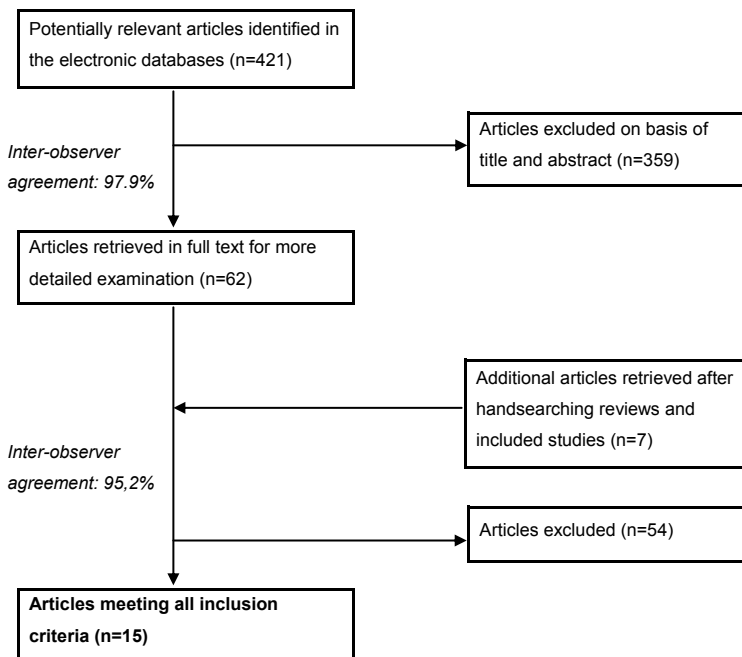 Potentially relevant articles identified in
the electronic databases (n=421)
Articles excluded on basis of
title and abstract (n=359)
Inter-observer
agreement: 97.9%
Articles retrieved in full text for more
detailed examination (n=62)
Additional articles retrieved after
handsearching reviews and
included studies (n=7)
Inter-observer
agreement: 95,2%
Articles excluded (n=54)
Articles meeting all inclusion
criteria (n=15)